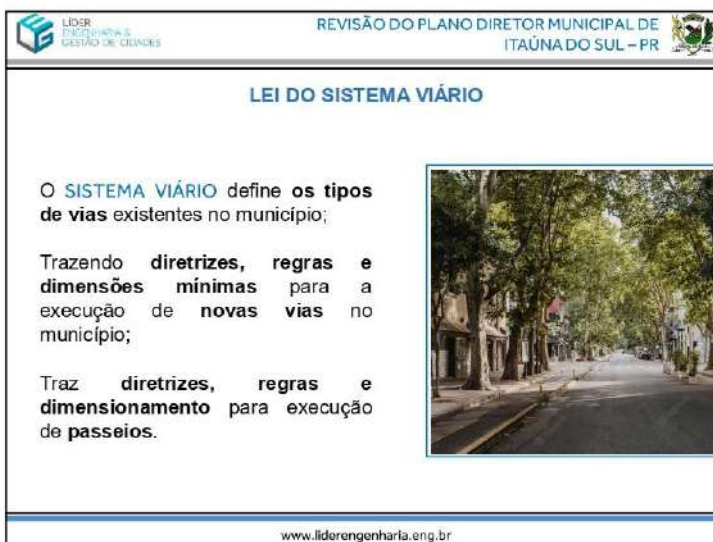 LÍDER
ENGENHARIA &
GESTÃO DE CIDADES
REVISÃO DO PLANO DIRETOR MUNICIPAL DE
ITAÚNA DO SUL – PR
LEI DO SISTEMA VIÁRIO
O SISTEMA VIÁRIO define os tipos
de vias existentes no município;
Trazendo diretrizes, regras e
dimensões mínimas para a
execução de novas vias no
município;
Traz diretrizes, regras e
dimensionamento para execução
de passeios.
www.liderengenharia.eng.br